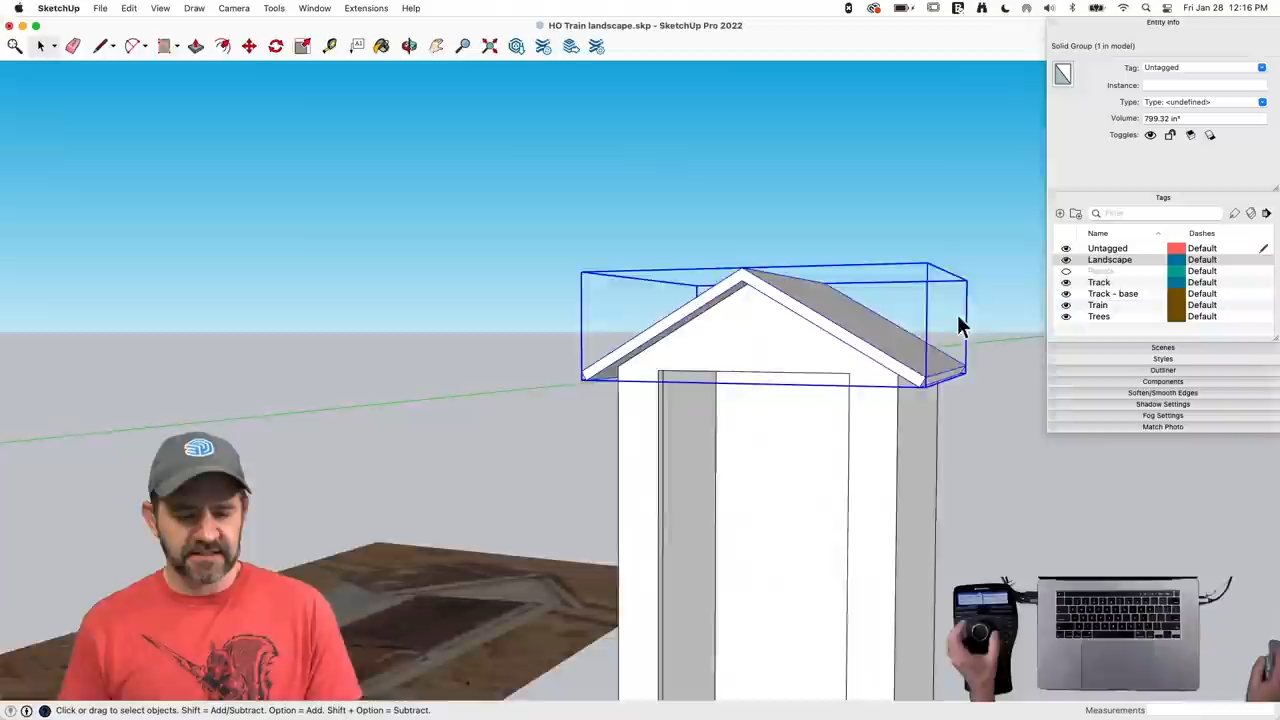 SketchUp File Edit View Draw Camera Tools Window Extensions Help Fri Jan 28 12:16 PM
HO Train landscape.skp - SketchUp Pro 2022
Entity Info
Solid Group (1 in model)
Tag: Untagged
Instance:
Type: Type: <undefined>
Volume: 799.32 in³
Toggles:
Tags
Filter
Name Dashes
Untagged Default
Landscape Default
Default
Track Default
Track - base Default
Train Default
Trees Default
Scenes
Styles
Outliner
Components
Soften/Smooth Edges
Shadow Settings
Fog Settings
Match Photo
Click or drag to select objects. Shift = Add/Subtract. Option = Add. Shift + Option = Subtract. Measurements